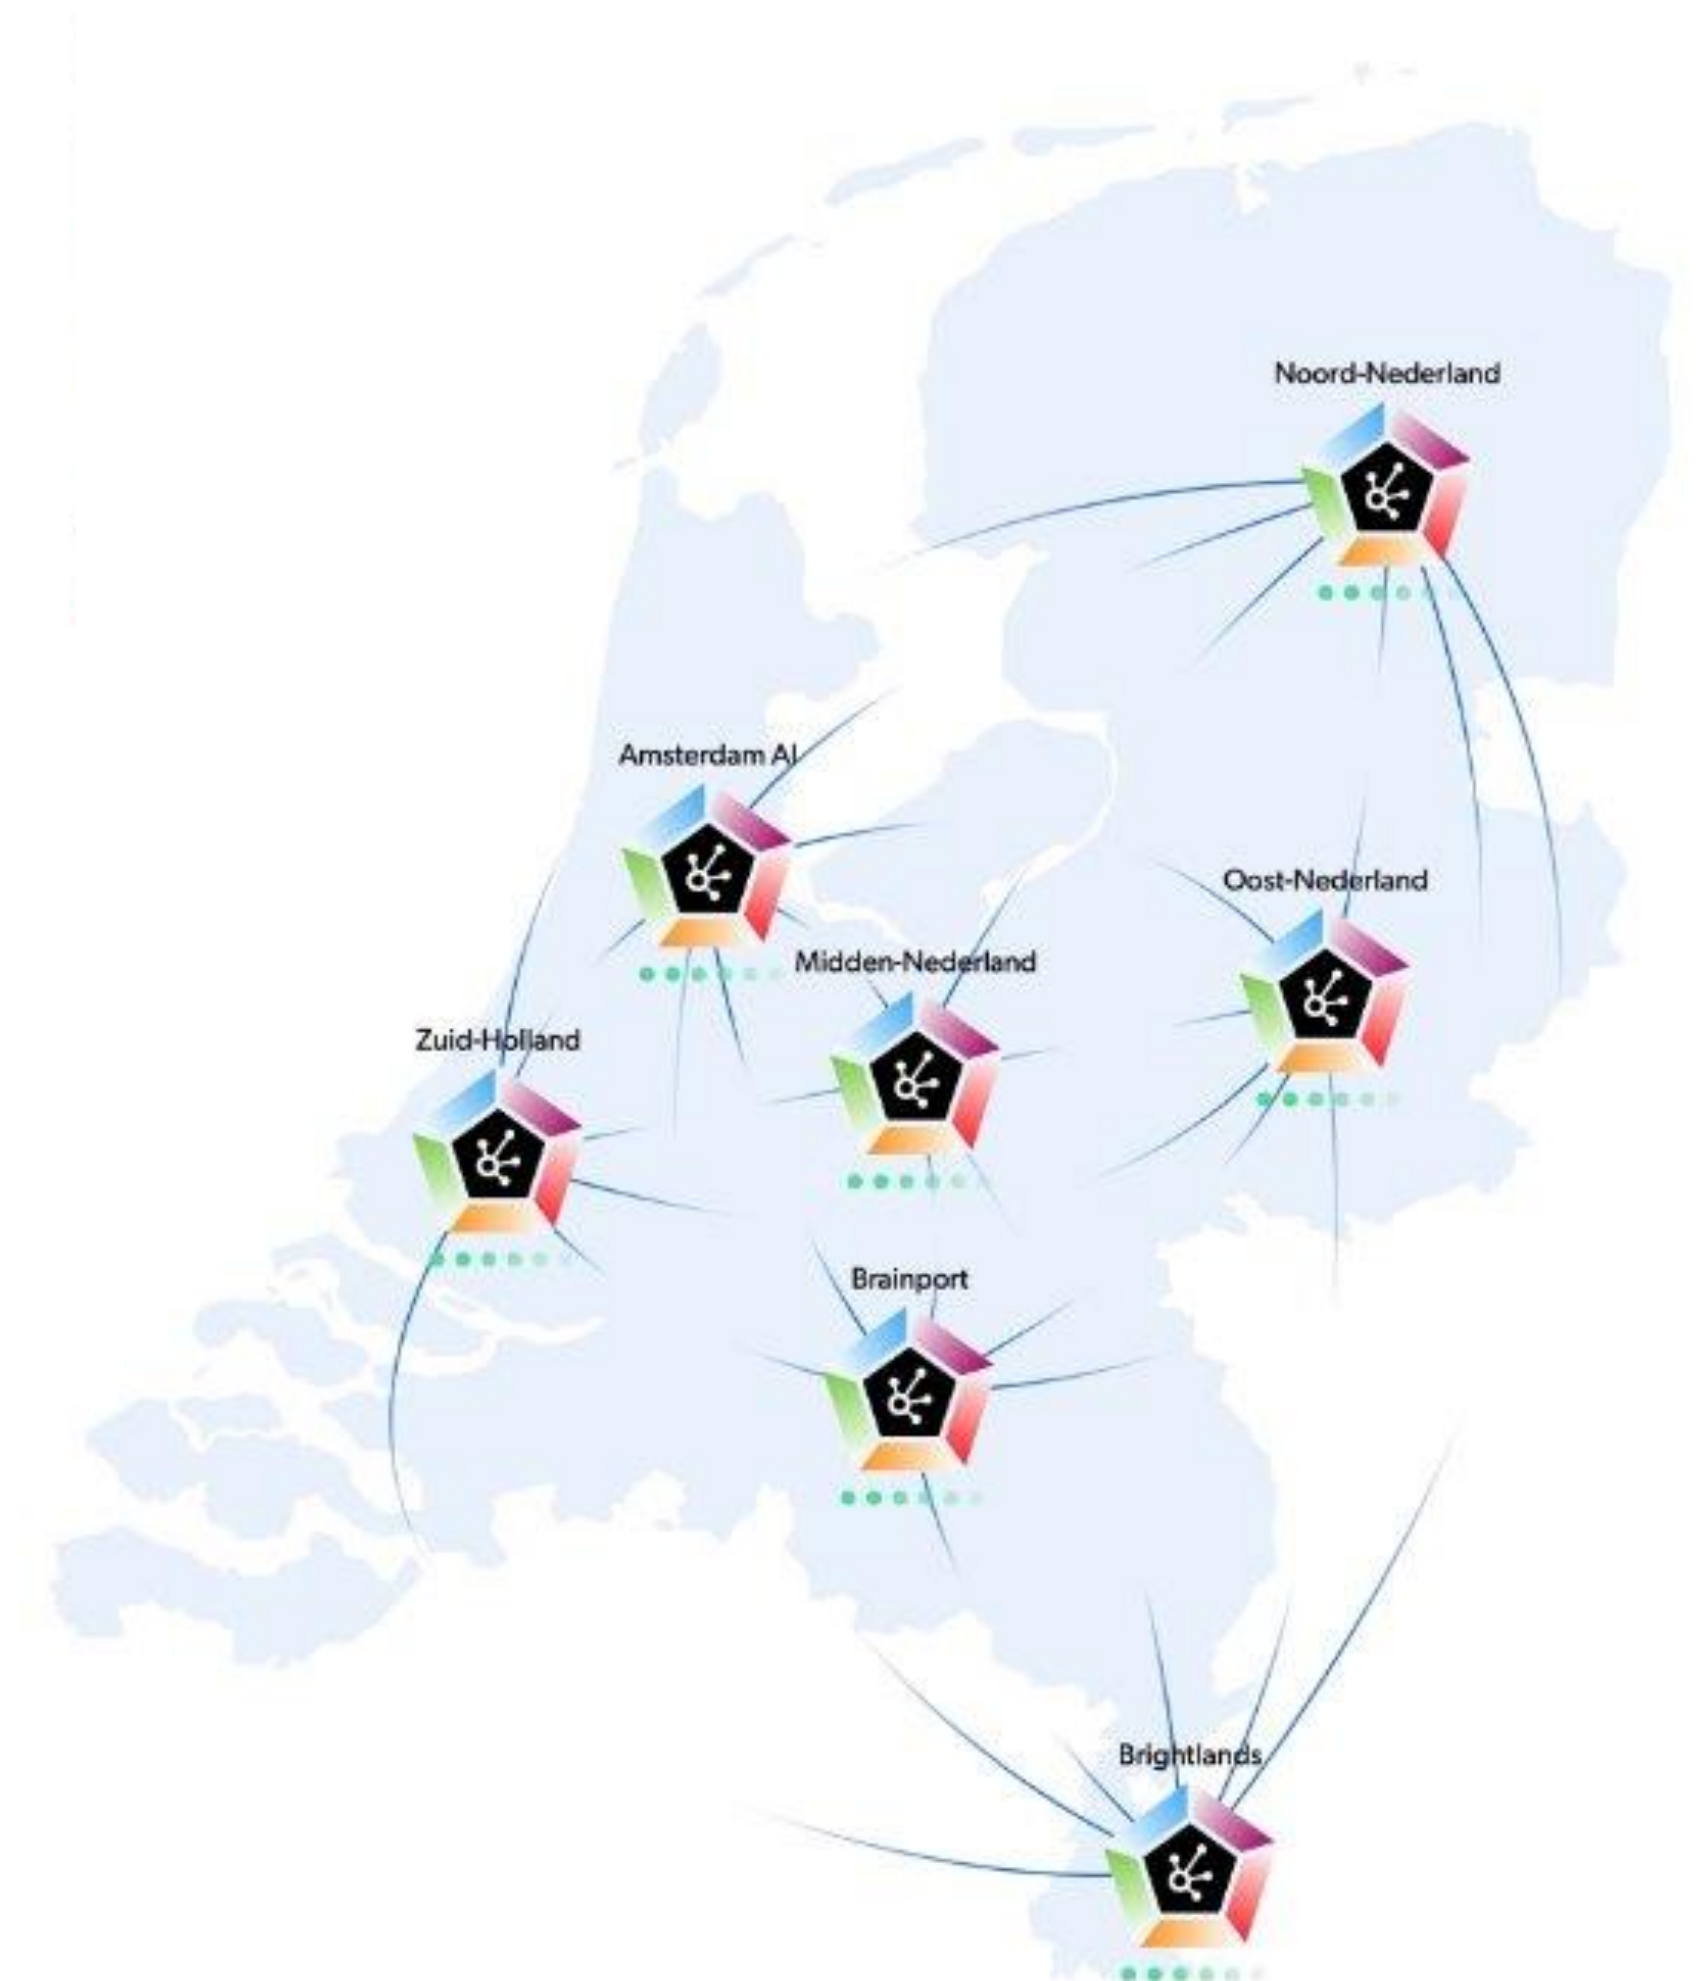 Noord-Nederland
Amsterdam AI
Oost-Nederland
Midden-Nederland
Zuid-Holland
Brainport
Brightlands